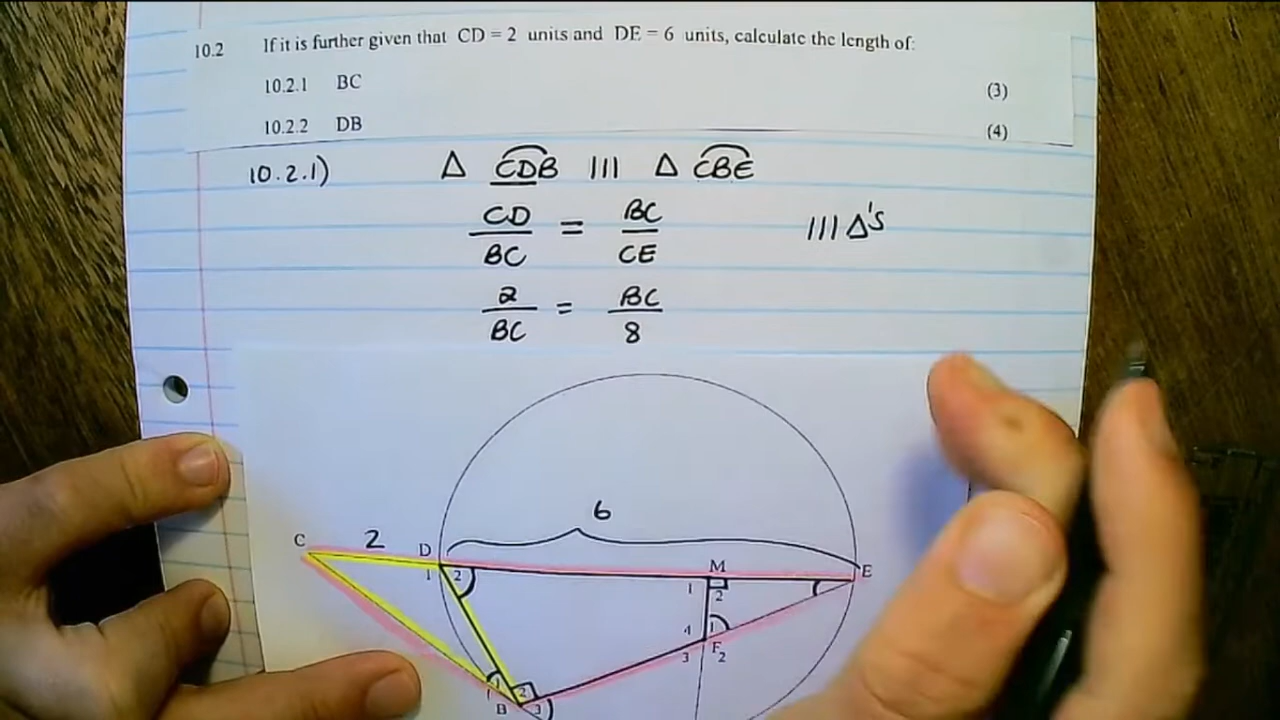 10.2 If it is further given that CD = 2 units and DE = 6 units, calculate the length of:
10.2.1 BC (3)
10.2.2 DB (4)
10.2.1) Δ CDB ||| Δ CBE
CD/BC = BC/CE ||| Δ's
2/BC = BC/8
6
C 2 D
M E
1 2 1 2
4 1
3 F 2
1 2
B 3